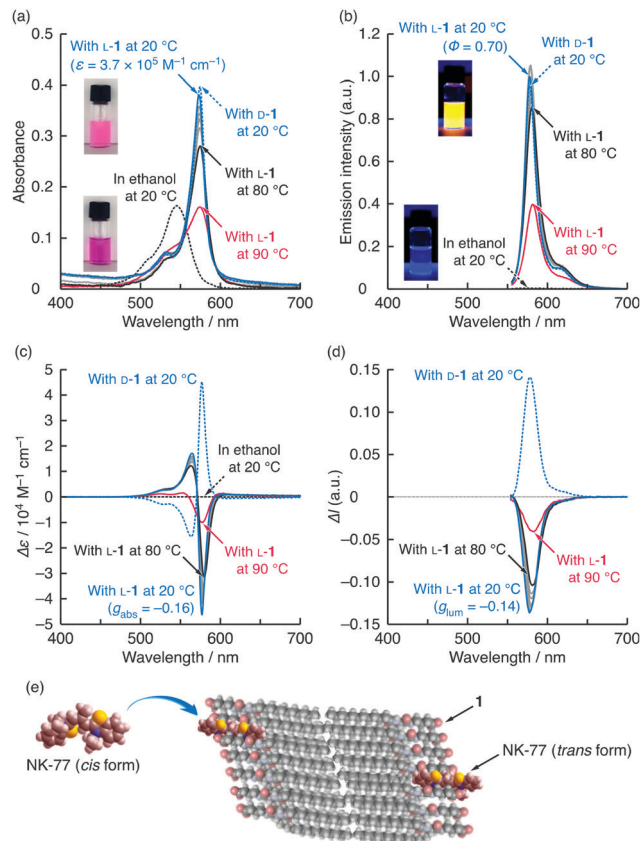 (a)
With L-1 at 20 °C
(ε = 3.7 × 10⁵ M⁻¹ cm⁻¹)
With D-1
at 20 °C
With L-1
at 80 °C
In ethanol
at 20 °C
With L-1
at 90 °C
Absorbance
0.5
0.4
0.3
0.2
0.1
0
400 500 600 700
Wavelength / nm
(b)
With L-1 at 20 °C
(Φ = 0.70)
With D-1
at 20 °C
With L-1
at 80 °C
With L-1
at 90 °C
In ethanol
at 20 °C
Emission intensity (a.u.)
1.2
1.0
0.8
0.6
0.4
0.2
0
400 500 600 700
Wavelength / nm
(c)
With D-1 at 20 °C
In ethanol
at 20 °C
With L-1 at 80 °C
With L-1
at 90 °C
With L-1 at 20 °C
(gabs = −0.16)
Δε / 10⁴ M⁻¹ cm⁻¹
5
4
3
2
1
0
−1
−2
−3
−4
−5
400 500 600 700
Wavelength / nm
(d)
With D-1 at 20 °C
With L-1 at 80 °C
With L-1
at 90 °C
With L-1 at 20 °C
(glum = −0.14)
ΔI (a.u.)
0.15
0.10
0.05
0.00
−0.05
−0.10
−0.15
400 500 600 700
Wavelength / nm
(e)
1
NK-77 (cis form)
NK-77 (trans form)